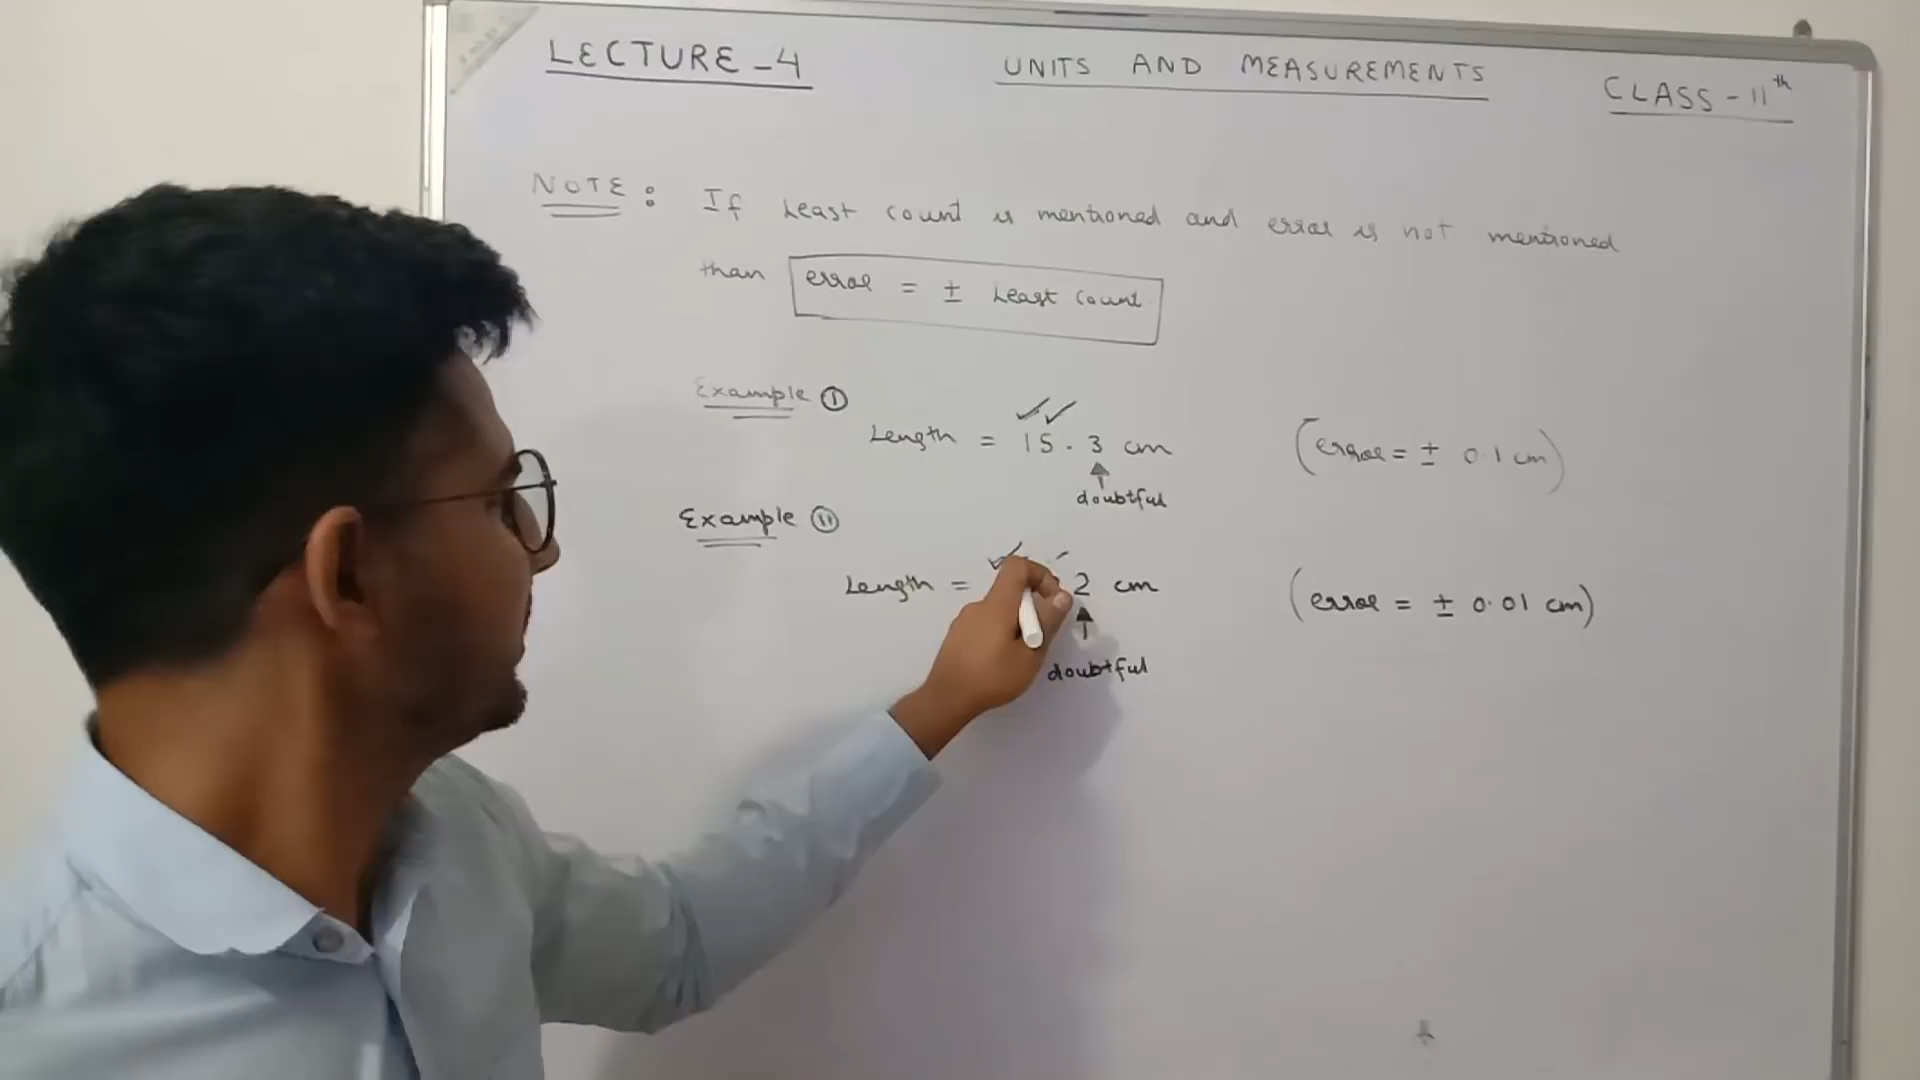 LECTURE-4 UNITS AND MEASUREMENTS CLASS-11th
NOTE: If Least count is mentioned and error is not mentioned
than error = ± Least count
Example I
Length = 15.3 cm (error = ± 0.1 cm)
doubtful
Example II
Length = 2 cm (error = ± 0.01 cm)
doubtful